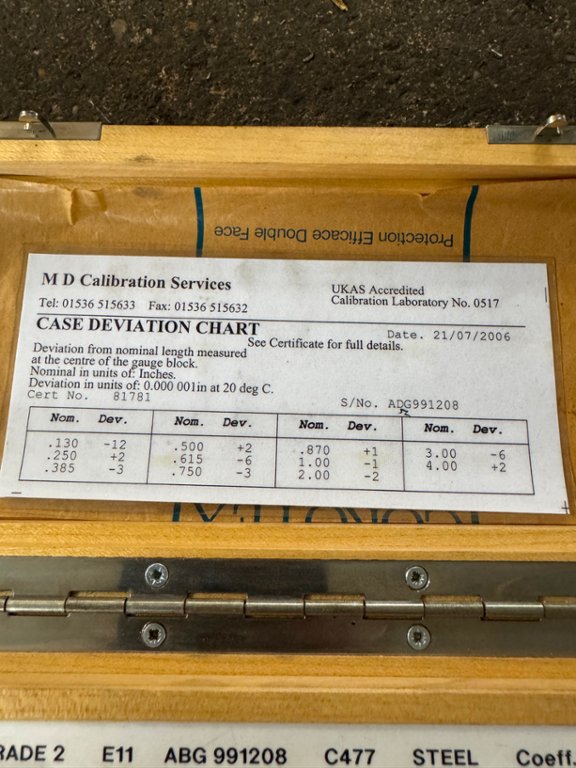 Protection Efficace Double Face
M D Calibration Services
UKAS Accredited
Tel: 01536 515633 Fax: 01536 515632
Calibration Laboratory No. 0517
CASE DEVIATION CHART
Date. 21/07/2006
See Certificate for full details.
Deviation from nominal length measured
at the centre of the gauge block.
Nominal in units of: Inches.
Deviation in units of: 0.000 001in at 20 deg C.
Cert No. 81781
S/No. ADG991208
Nom. Dev. Nom. Dev. Nom. Dev. Nom. Dev.
.130 -12 .500 +2 .870 +1 3.00 -6
.250 +2 .615 -6 1.00 -1 4.00 +2
.385 -3 .750 -3 2.00 -2
RADE 2 E11 ABG 991208 C477 STEEL Coeff.